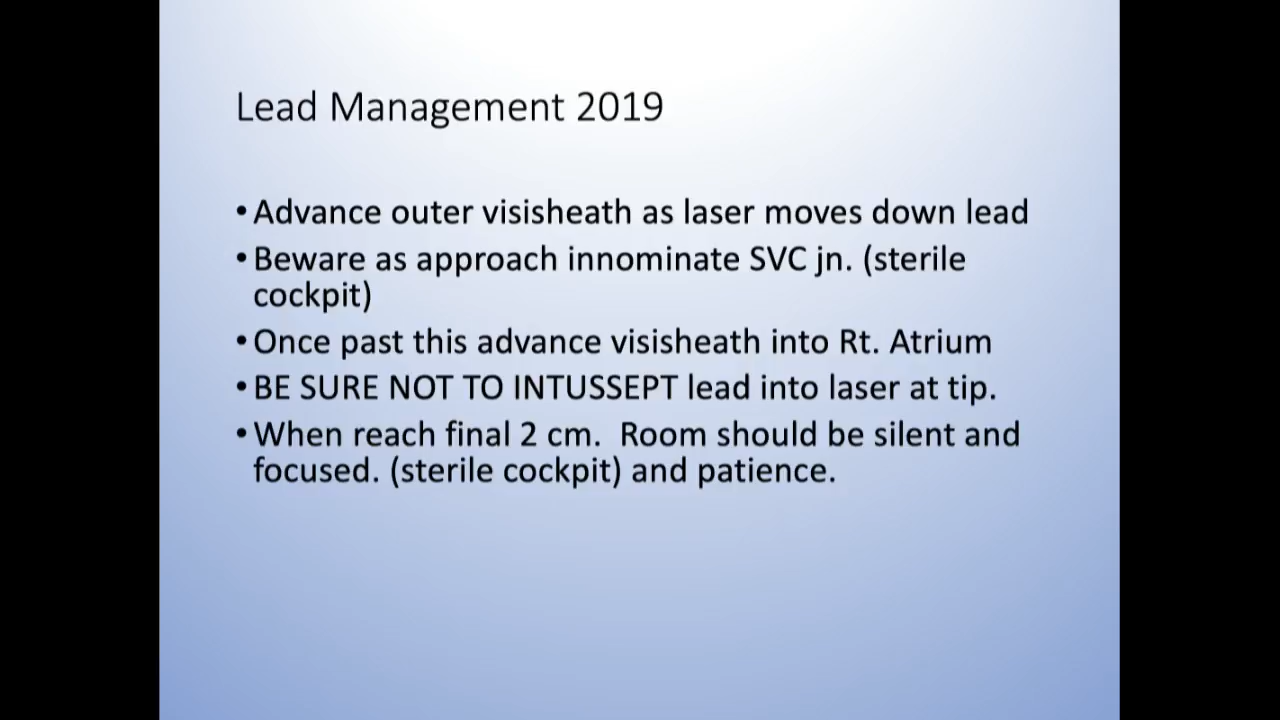 Lead Management 2019
• Advance outer visisheath as laser moves down lead
• Beware as approach innominate SVC jn. (sterile
cockpit)
• Once past this advance visisheath into Rt. Atrium
• BE SURE NOT TO INTUSSEPT lead into laser at tip.
• When reach final 2 cm.  Room should be silent and
focused. (sterile cockpit) and patience.